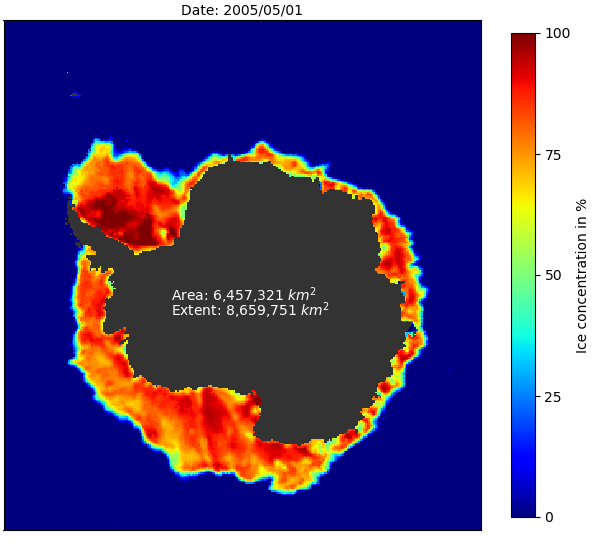 Date: 2005/05/01
100
75
50
25
0
Ice concentration in %
Area: 6,457,321 km²
Extent: 8,659,751 km²